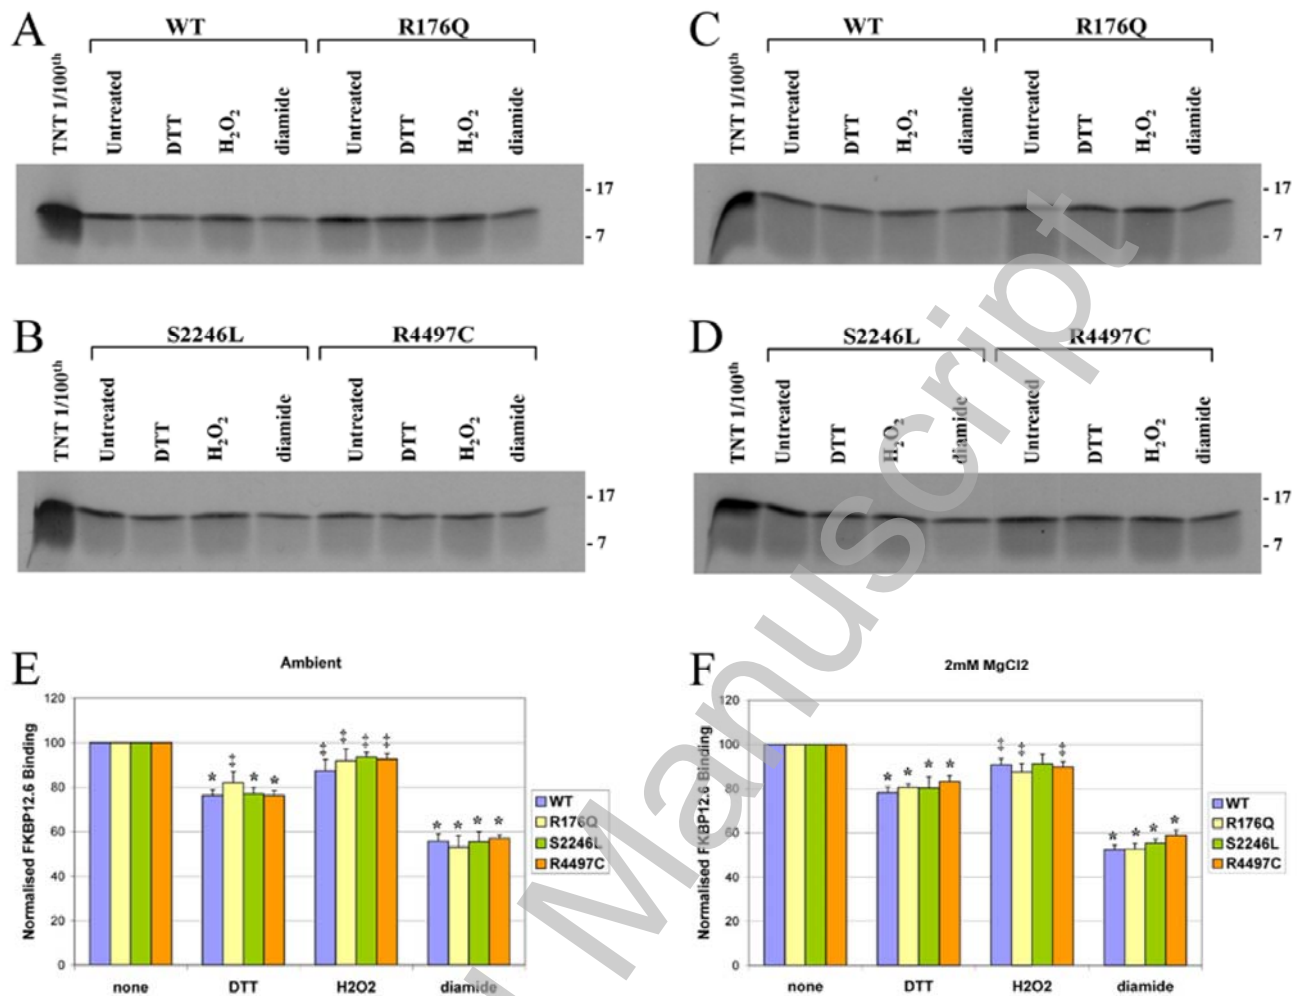 A
WT
R176Q
TNT 1/100th
Untreated
DTT
H2O2
diamide
Untreated
DTT
H2O2
diamide
- 17
- 7
C
WT
R176Q
TNT 1/100th
Untreated
DTT
H2O2
diamide
Untreated
DTT
H2O2
diamide
- 17
- 7
B
S2246L
R4497C
TNT 1/100th
Untreated
DTT
H2O2
diamide
Untreated
DTT
H2O2
diamide
- 17
- 7
D
S2246L
R4497C
TNT 1/100th
Untreated
DTT
H2O2
diamide
Untreated
DTT
H2O2
diamide
- 17
- 7
E
Ambient
Normalised FKBP12.6 Binding
120
100
80
60
40
20
0
* ‡ * *
‡ ‡ ‡ ‡
* * * *
none
DTT
H2O2
diamide
WT
R176Q
S2246L
R4497C
F
2mM MgCl2
Normalised FKBP12.6 Binding
120
100
80
60
40
20
0
* * * *
‡ ‡ ‡
* * * *
none
DTT
H2O2
diamide
WT
R176Q
S2246L
R4497C
Manuscript